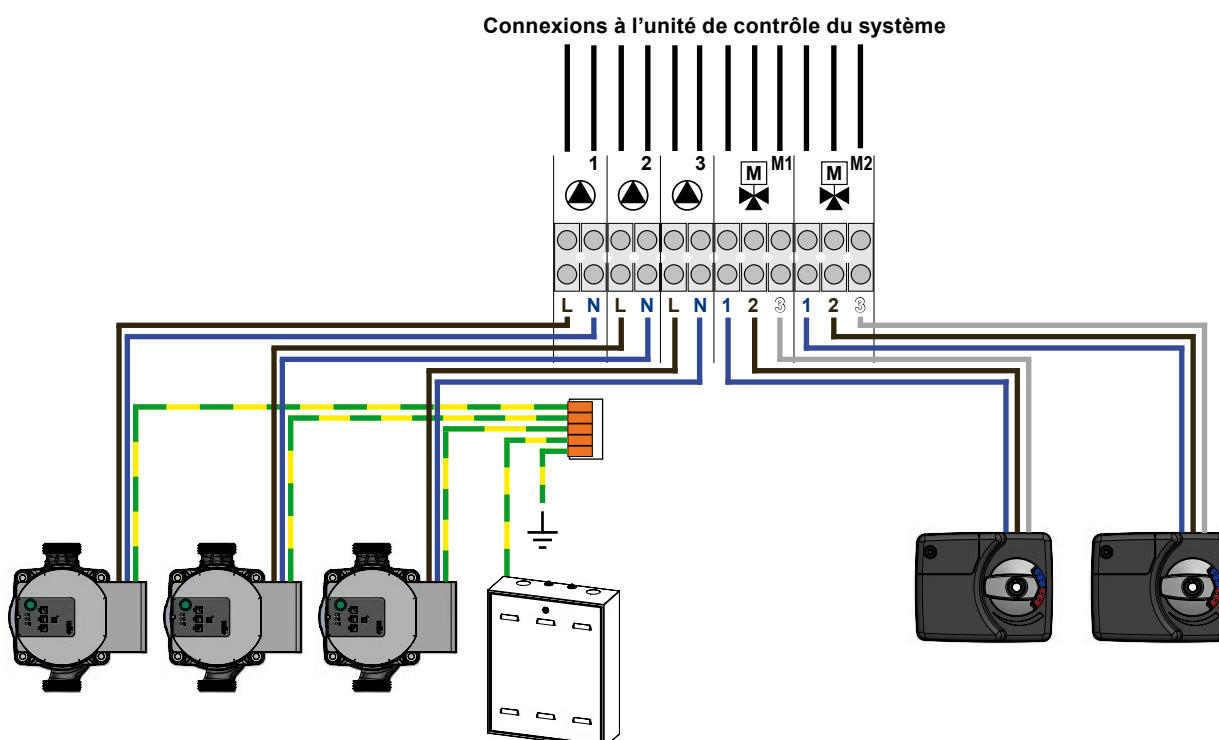 Connexions à l’unité de contrôle du système
1 2 3 M M1 M M2
L N L N L N 1 2 3 1 2 3